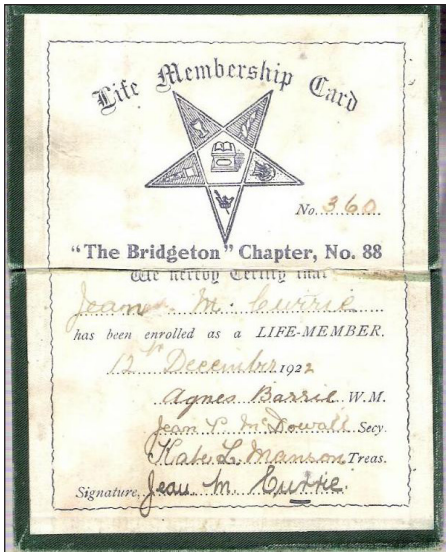 Life Membership Card
No. 360
"The Bridgeton" Chapter, No. 88
We hereby Certify that
Jean M. Currie
has been enrolled as a LIFE-MEMBER.
12th December 1922
Agnes Barrie W.M.
Jean P McDowall Secy
Kate L. Manson Treas.
Signature, Jean M. Currie.